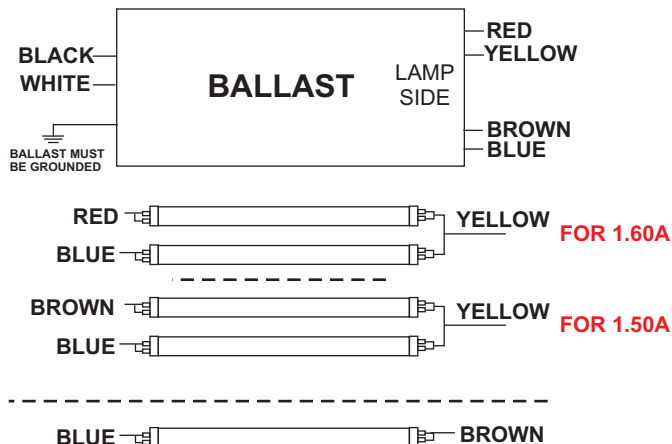 RED
BLACK
YELLOW
WHITE
BALLAST
LAMP
SIDE
BROWN
BLUE
BALLAST MUST
BE GROUNDED
RED
YELLOW
FOR 1.60A
BLUE
BROWN
YELLOW
FOR 1.50A
BLUE
BLUE
BROWN